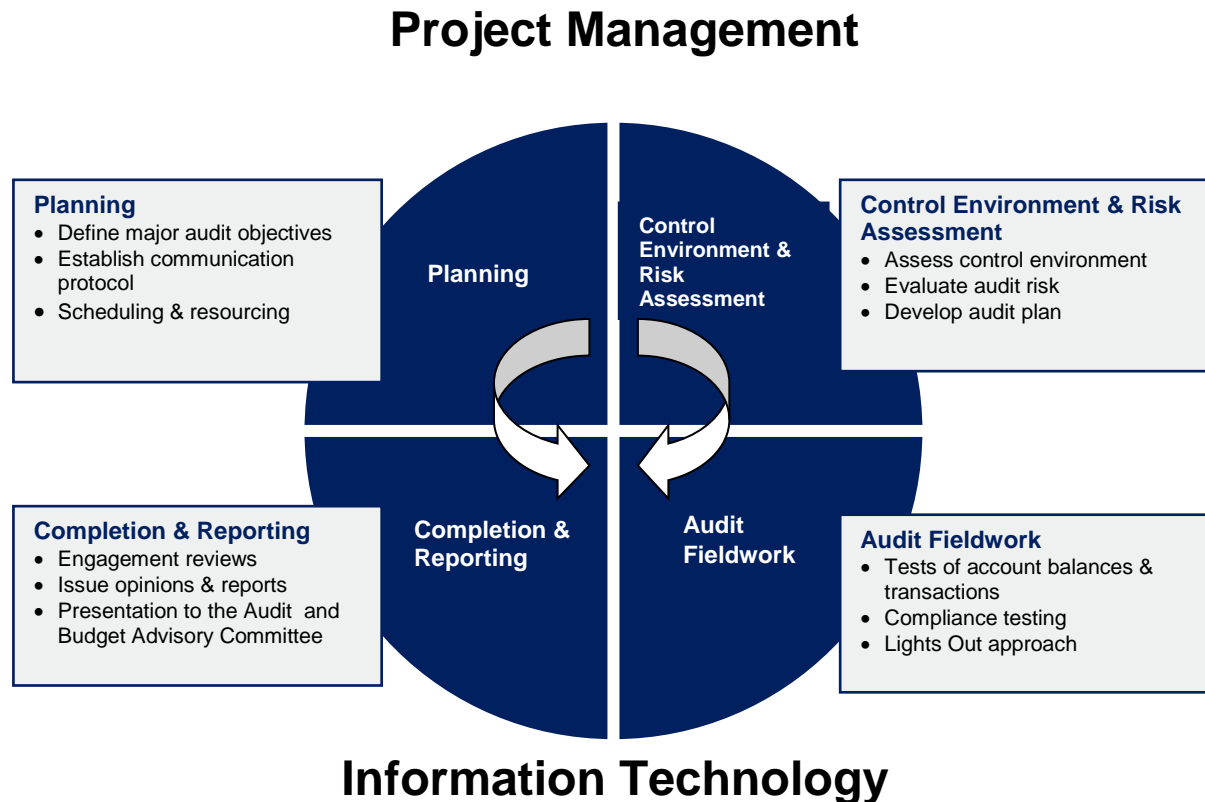 Project Management
Planning
• Define major audit objectives
• Establish communication
protocol
• Scheduling & resourcing
Planning
Control
Environment &
Risk
Assessment
Control Environment & Risk
Assessment
• Assess control environment
• Evaluate audit risk
• Develop audit plan
Completion & Reporting
• Engagement reviews
• Issue opinions & reports
• Presentation to the Audit and
Budget Advisory Committee
Completion &
Reporting
Audit
Fieldwork
Audit Fieldwork
• Tests of account balances &
transactions
• Compliance testing
• Lights Out approach
Information Technology